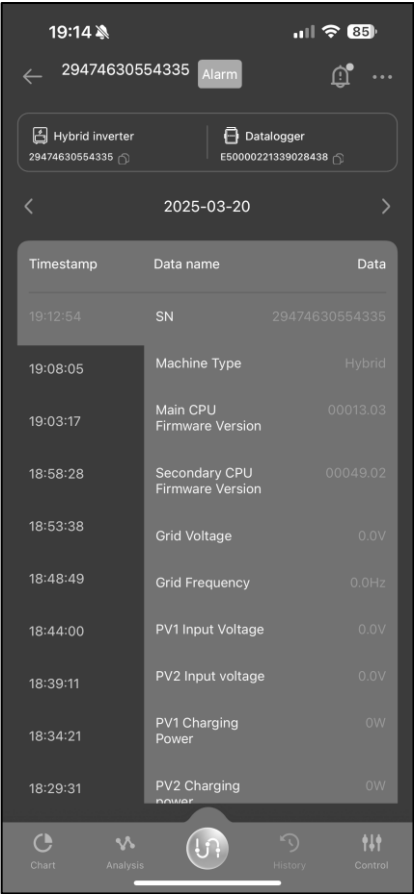 19:14
85
29474630554335 Alarm
Hybrid inverter
29474630554335
Datalogger
E50000221339028438
2025-03-20
Timestamp Data name Data
19:12:54
19:08:05
19:03:17
18:58:28
18:53:38
18:48:49
18:44:00
18:39:11
18:34:21
18:29:31
SN 29474630554335
Machine Type Hybrid
Main CPU
Firmware Version 00013.03
Secondary CPU
Firmware Version 00049.02
Grid Voltage 0.0V
Grid Frequency 0.0Hz
PV1 Input Voltage 0.0V
PV2 Input voltage 0.0V
PV1 Charging
Power 0W
PV2 Charging
power 0W
Chart Analysis History Control